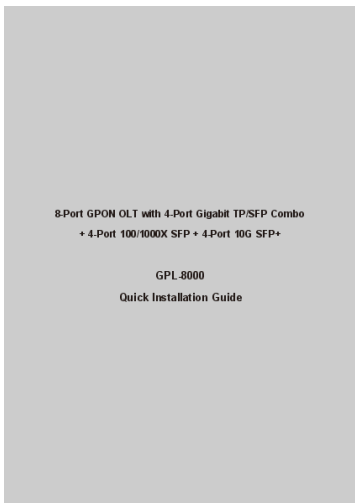 8-Port GPON OLT with 4-Port Gigabit TP/SFP Combo
+ 4-Port 100/1000X SFP + 4-Port 10G SFP+
GPL-8000
Quick Installation Guide